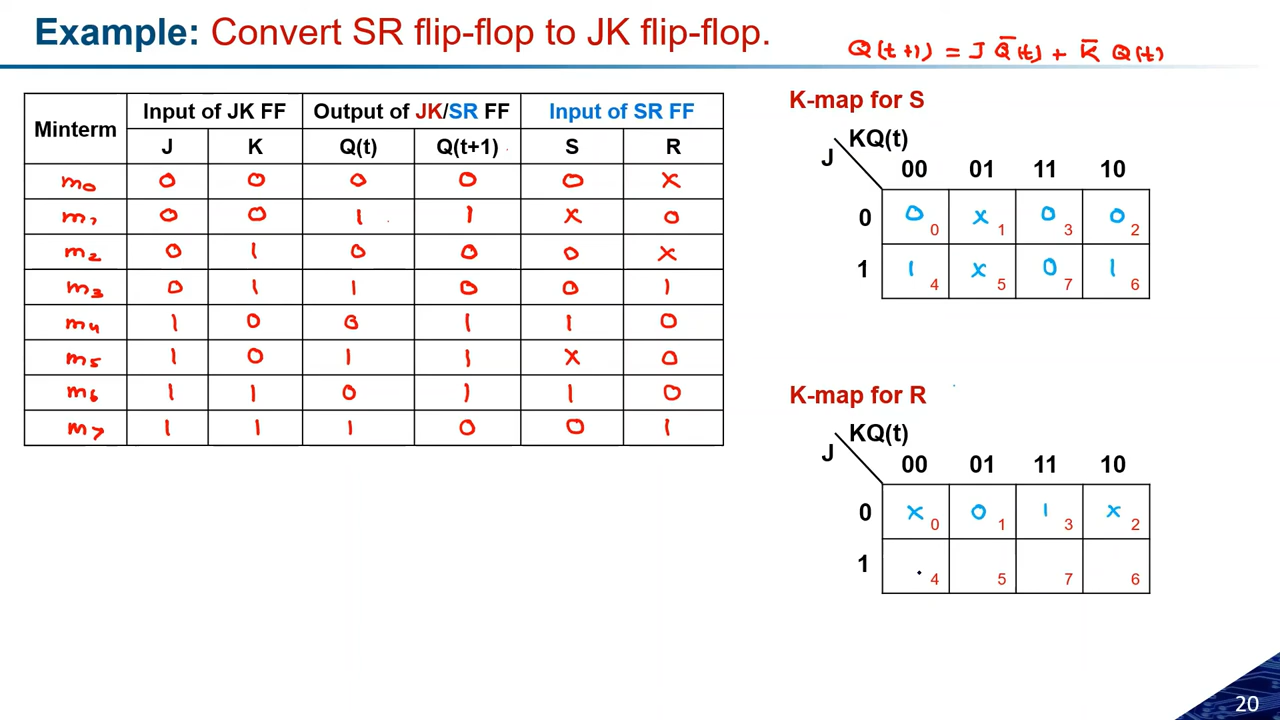 Example: Convert SR flip-flop to JK flip-flop.
Q(t+1) = J Q̄(t) + K̄ Q(t)
Minterm Input of JK FF Output of JK/SR FF Input of SR FF
J K Q(t) Q(t+1) S R
m0 0 0 0 0 0 x
m1 0 0 1 1 x 0
m2 0 1 0 0 0 x
m3 0 1 1 0 0 1
m4 1 0 0 1 1 0
m5 1 0 1 1 x 0
m6 1 1 0 1 1 0
m7 1 1 1 0 0 1
K-map for S
KQ(t)
J
00 01 11 10
0 0 0 x 1 0 3 0 2
1 1 4 x 5 0 7 1 6
K-map for R
KQ(t)
J
00 01 11 10
0 x 0 0 1 1 3 x 2
1 4 5 7 6
20